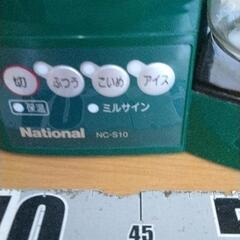 切 ふつう こいめ アイス
保温 ミルサイン
National NC-S10
45